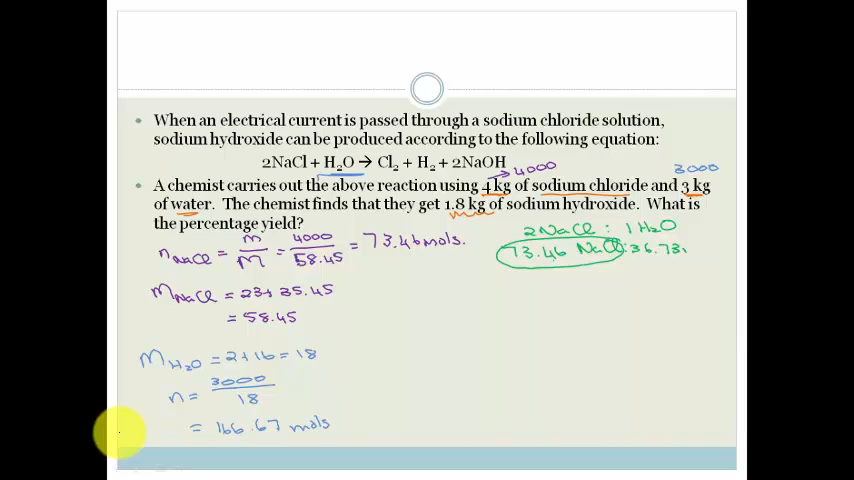 When an electrical current is passed through a sodium chloride solution,
sodium hydroxide can be produced according to the following equation:
2NaCl + H₂O → Cl₂ + H₂ + 2NaOH
→ 4000
3000
A chemist carries out the above reaction using 4 kg of sodium chloride and 3 kg
of water. The chemist finds that they get 1.8 kg of sodium hydroxide. What is
the percentage yield?
n NaCl = m/M = 4000/58.45 = 73.46 mols.
M NaCl = 23 + 35.45
= 58.45
M H₂O = 2 + 16 = 18
n = 3000/18
= 166.67 mols
2NaCl : 1H₂O
73.46 NaCl : 36.73